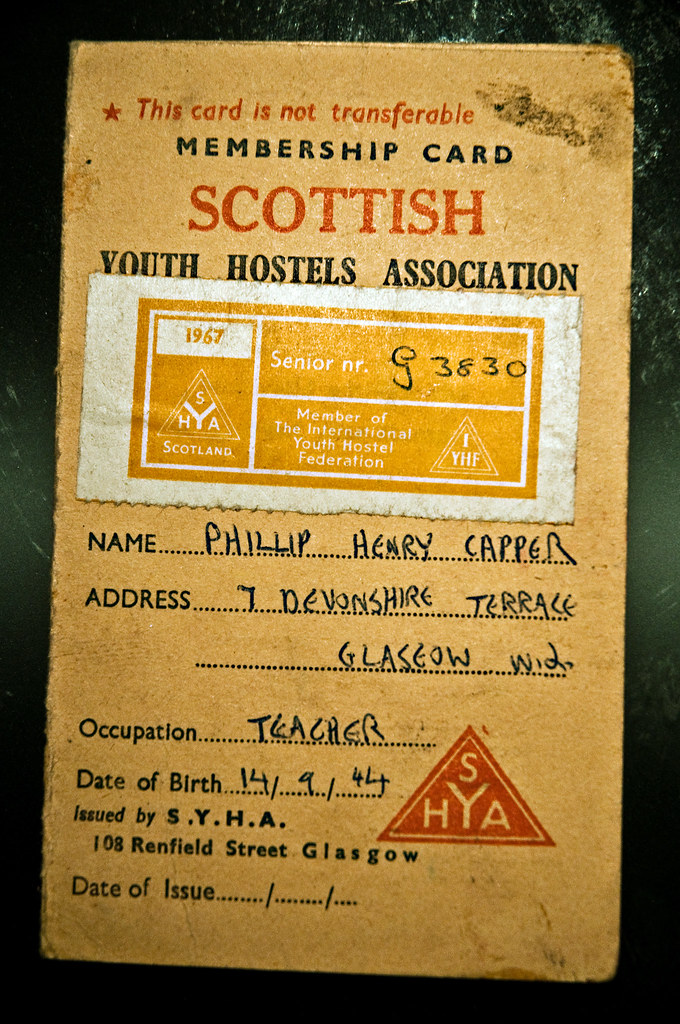 ★ This card is not transferable
MEMBERSHIP CARD
SCOTTISH
YOUTH HOSTELS ASSOCIATION
1967
S
HYA
SCOTLAND
Senior nr. G 3830
Member of
The International
Youth Hostel
Federation
I
YHF
NAME......PHILLIP HENRY CAPPER
ADDRESS......7 DEVONSHIRE TERRACE
GLASGOW W.2.
Occupation......TEACHER
Date of Birth 14/9/44
Issued by S.Y.H.A.
108 Renfield Street Glasgow
S
HYA
Date of Issue......../......../....